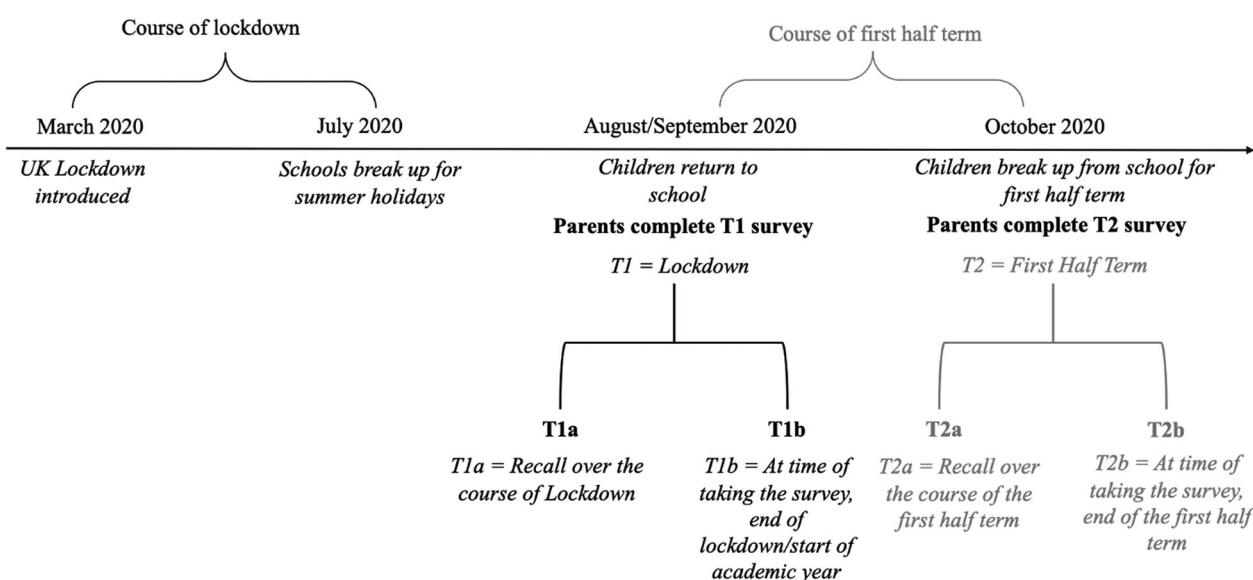 Course of lockdown
Course of first half term
March 2020
July 2020
August/September 2020
October 2020
UK Lockdown
introduced
Schools break up for
summer holidays
Children return to
school
Parents complete T1 survey
T1 = Lockdown
Children break up from school for
first half term
Parents complete T2 survey
T2 = First Half Term
T1a
T1a = Recall over the
course of Lockdown
T1b
T1b = At time of
taking the survey,
end of
lockdown/start of
academic year
T2a
T2a = Recall over
the course of the
first half term
T2b
T2b = At time of
taking the survey,
end of the first half
term